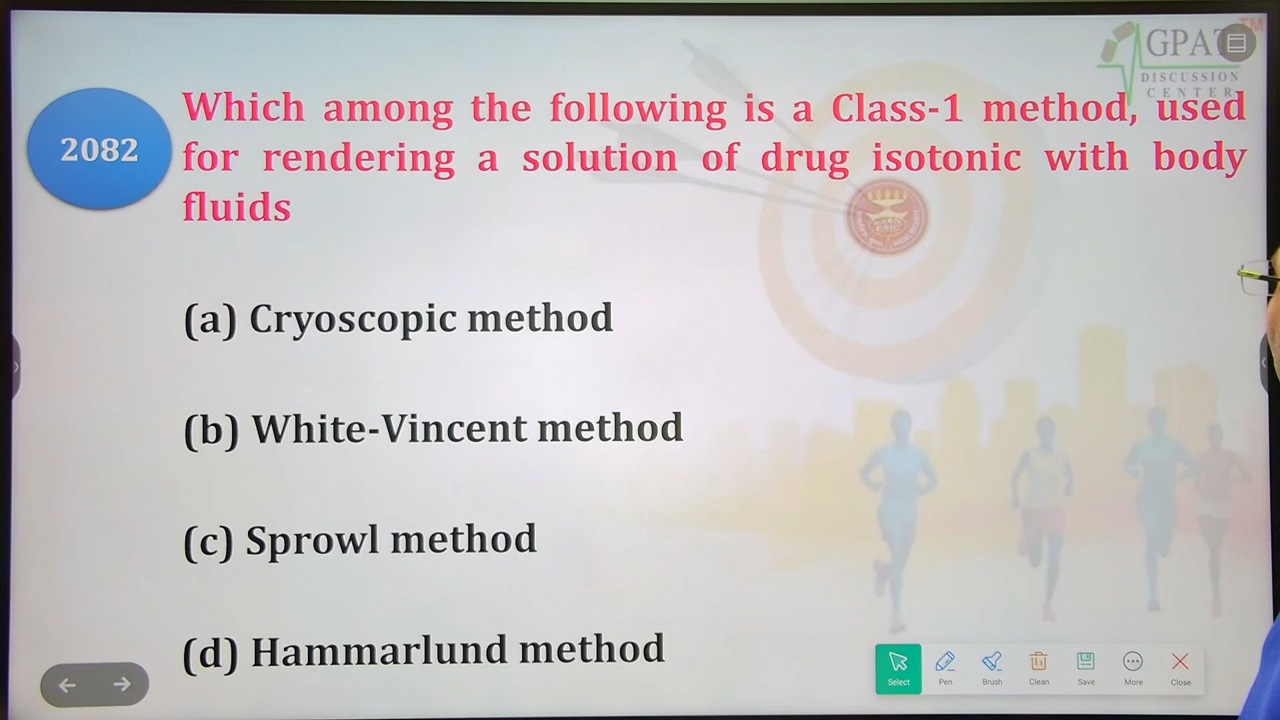 GPAT
TM
DISCUSSION
CENTER
2082
Which among the following is a Class-1 method, used
for rendering a solution of drug isotonic with body
fluids
(a) Cryoscopic method
(b) White-Vincent method
(c) Sprowl method
(d) Hammarlund method
Select
Pen
Brush
Clean
Save
More
Close